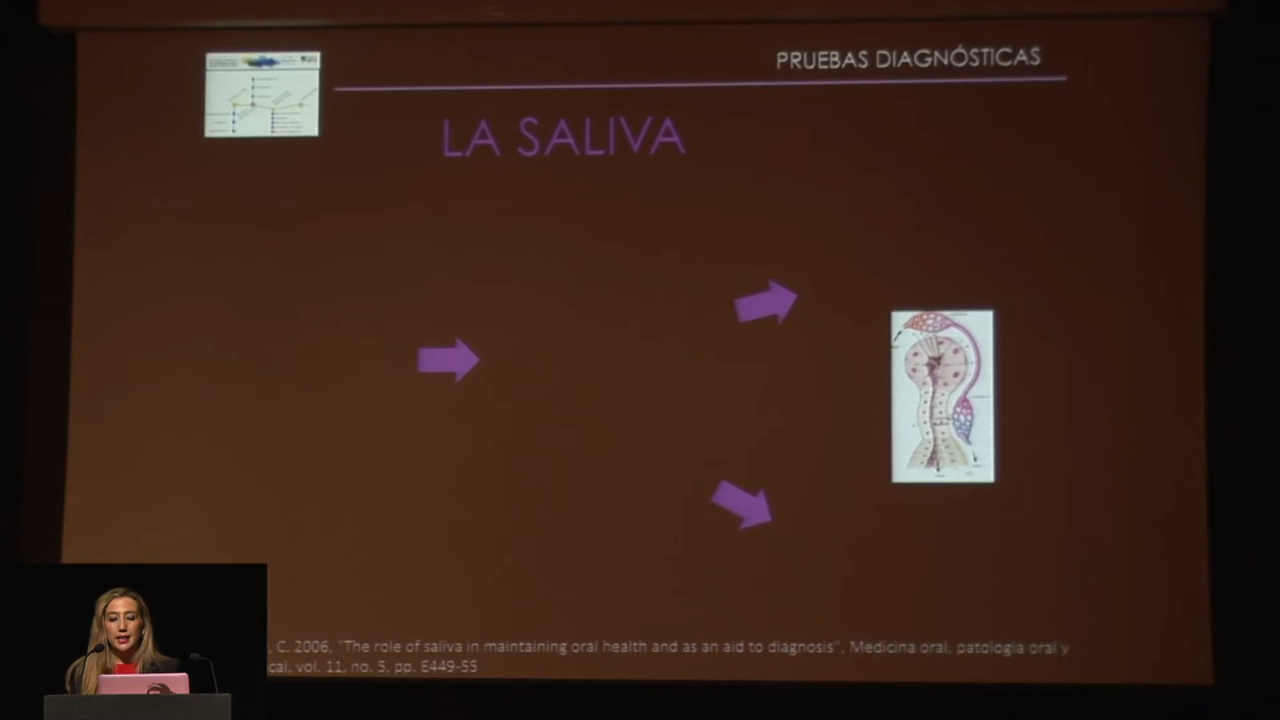 PRUEBAS DIAGNÓSTICAS
LA SALIVA
, C. 2006, "The role of saliva in maintaining oral health and as an aid to diagnosis", Medicina oral, patologia oral y
cal, vol. 11, no. 5, pp. E449-55